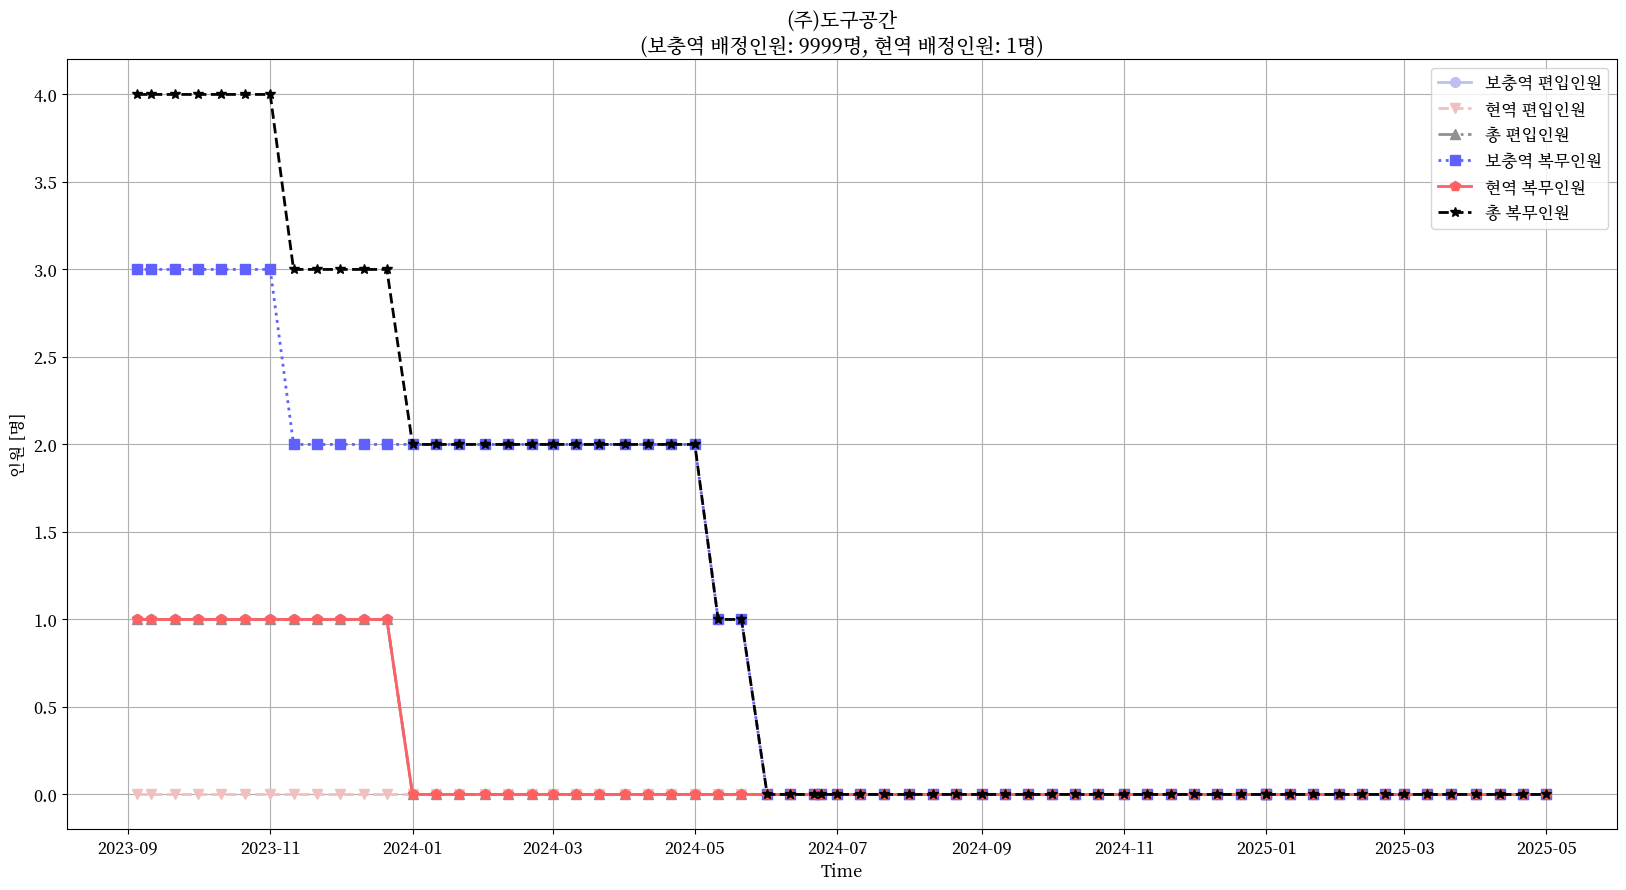 (주)도구공간
(보충역 배정인원: 9999명, 현역 배정인원: 1명)
보충역 편입인원
현역 편입인원
총 편입인원
보충역 복무인원
현역 복무인원
총 복무인원
인원 [명]
4.0
3.5
3.0
2.5
2.0
1.5
1.0
0.5
0.0
2023-09 2023-11 2024-01 2024-03 2024-05 2024-07 2024-09 2024-11 2025-01 2025-03 2025-05
Time